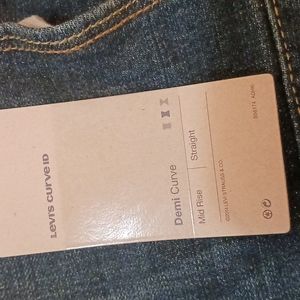 LEVI'S CURVE ID
Demi Curve
Mid Rise
Straight
©2010 LEVI STRAUSS & CO.